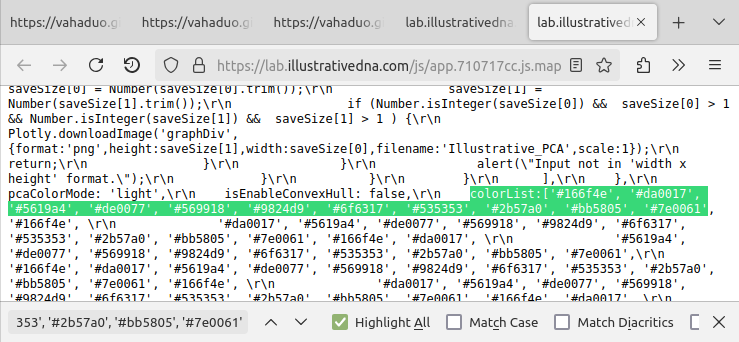 https://vahaduo.gi
https://vahaduo.gi
https://vahaduo.gi
lab.illustrativedna
lab.illustrativedn
https://lab.illustrativedna.com/js/app.710717cc.js.map
saveSize[0] = Number(saveSize[0].trim());\r\n saveSize[1] =
Number(saveSize[1].trim());\r\n if (Number.isInteger(saveSize[0]) && saveSize[0] > 1
&& Number.isInteger(saveSize[1]) && saveSize[1] > 1 ) {\r\n
Plotly.downloadImage('graphDiv',
{format:'png',height:saveSize[1],width:saveSize[0],filename:'Illustrative_PCA',scale:1});\r\n
return;\r\n }\r\n }\r\n alert(\"Input not in 'width x
height' format.\");\r\n }\r\n }\r\n }\r\n ],\r\n },\r\n
pcaColorMode: 'light',\r\n isEnableConvexHull: false,\r\n colorList:['#166f4e', '#da0017',
'#5619a4', '#de0077', '#569918', '#9824d9', '#6f6317', '#535353', '#2b57a0', '#bb5805', '#7e0061',
'#166f4e', \r\n '#da0017', '#5619a4', '#de0077', '#569918', '#9824d9', '#6f6317',
'#535353', '#2b57a0', '#bb5805', '#7e0061', '#166f4e', '#da0017', \r\n '#5619a4',
'#de0077', '#569918', '#9824d9', '#6f6317', '#535353', '#2b57a0', '#bb5805', '#7e0061',\r\n
'#166f4e', '#da0017', '#5619a4', '#de0077', '#569918', '#9824d9', '#6f6317', '#535353', '#2b57a0',
'#bb5805', '#7e0061', '#166f4e', \r\n '#da0017', '#5619a4', '#de0077', '#569918',
'#9824d9', '#6f6317', '#535353', '#2b57a0', '#bb5805', '#7e0061', '#166f4e', '#da0017', \r\n
353', '#2b57a0', '#bb5805', '#7e0061'
Highlight All
Match Case
Match Diacritics